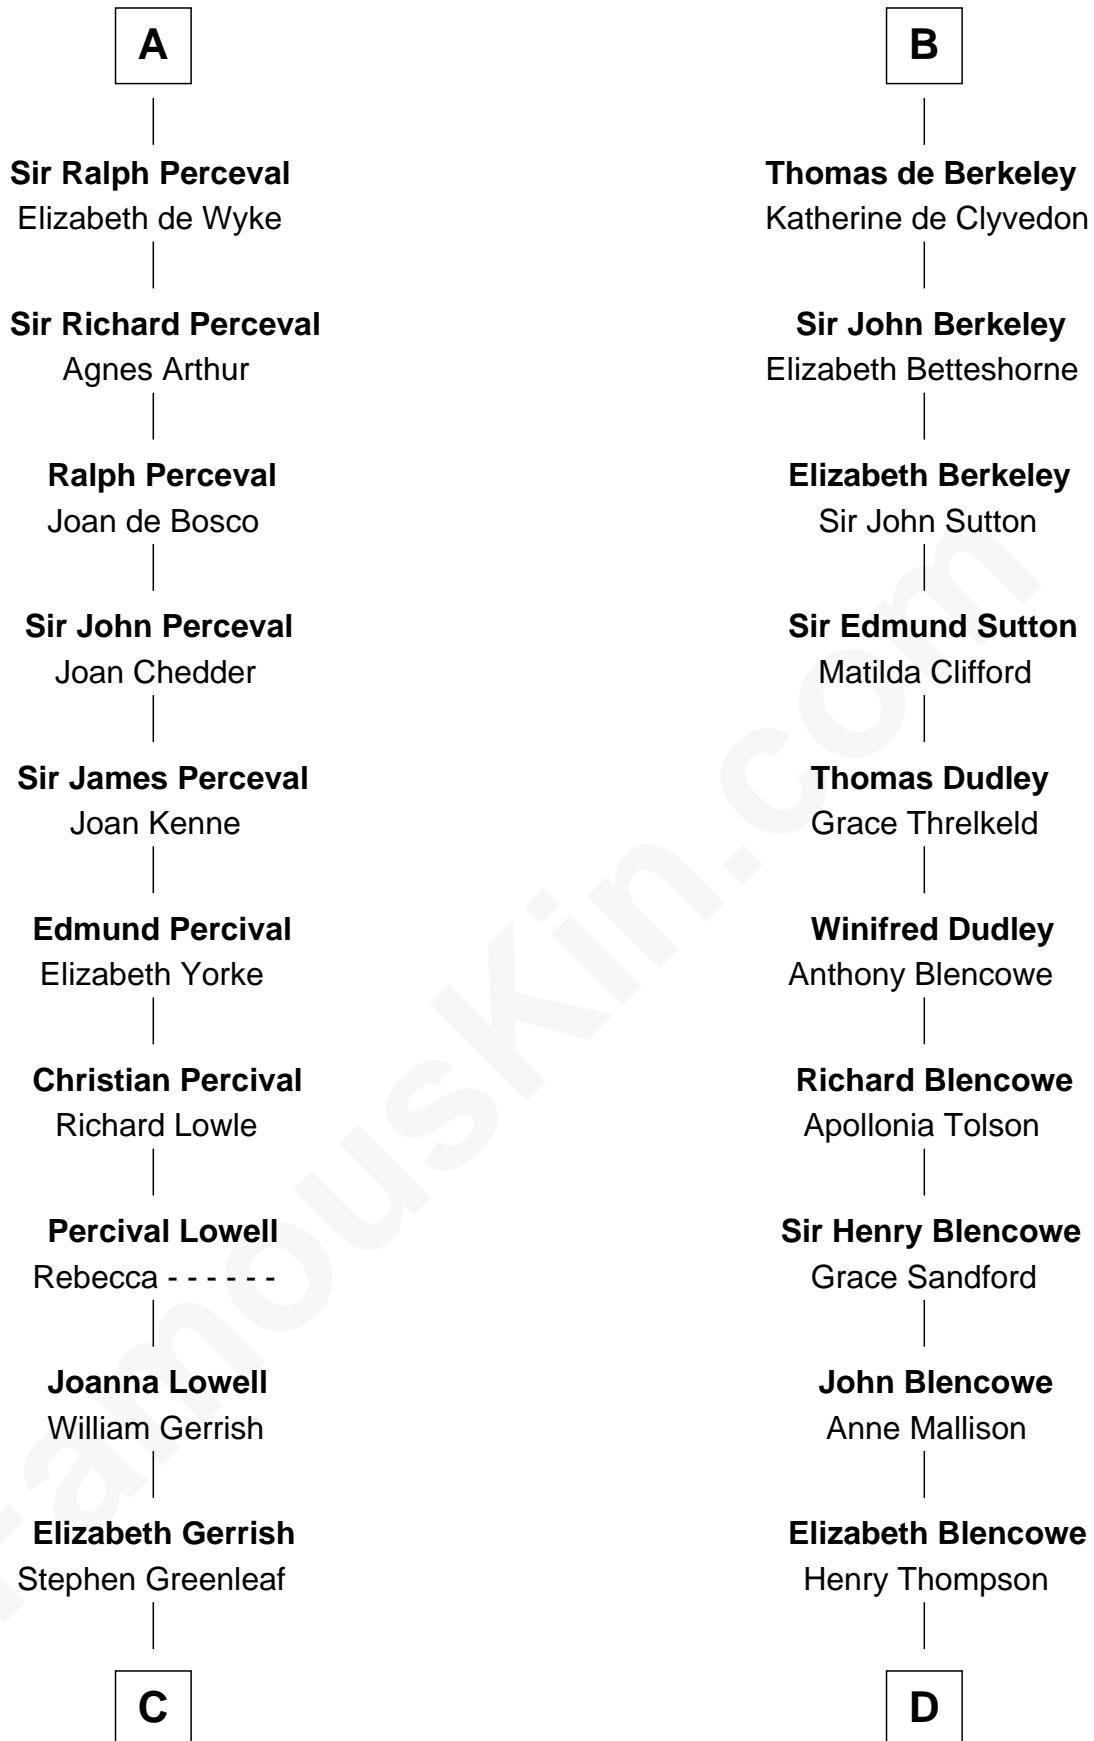 A
Sir Ralph Perceval
Elizabeth de Wyke
Sir Richard Perceval
Agnes Arthur
Ralph Perceval
Joan de Bosco
Sir John Perceval
Joan Chedder
Sir James Perceval
Joan Kenne
Edmund Percival
Elizabeth Yorke
Christian Percival
Richard Lowle
Percival Lowell
Rebecca - - - - - -
Joanna Lowell
William Gerrish
Elizabeth Gerrish
Stephen Greenleaf
C
B
Thomas de Berkeley
Katherine de Clyvedon
Sir John Berkeley
Elizabeth Betteshorne
Elizabeth Berkeley
Sir John Sutton
Sir Edmund Sutton
Matilda Clifford
Thomas Dudley
Grace Threlkeld
Winifred Dudley
Anthony Blencowe
Richard Blencowe
Apollonia Tolson
Sir Henry Blencowe
Grace Sandford
John Blencowe
Anne Mallison
Elizabeth Blencowe
Henry Thompson
D
FamousKin.com